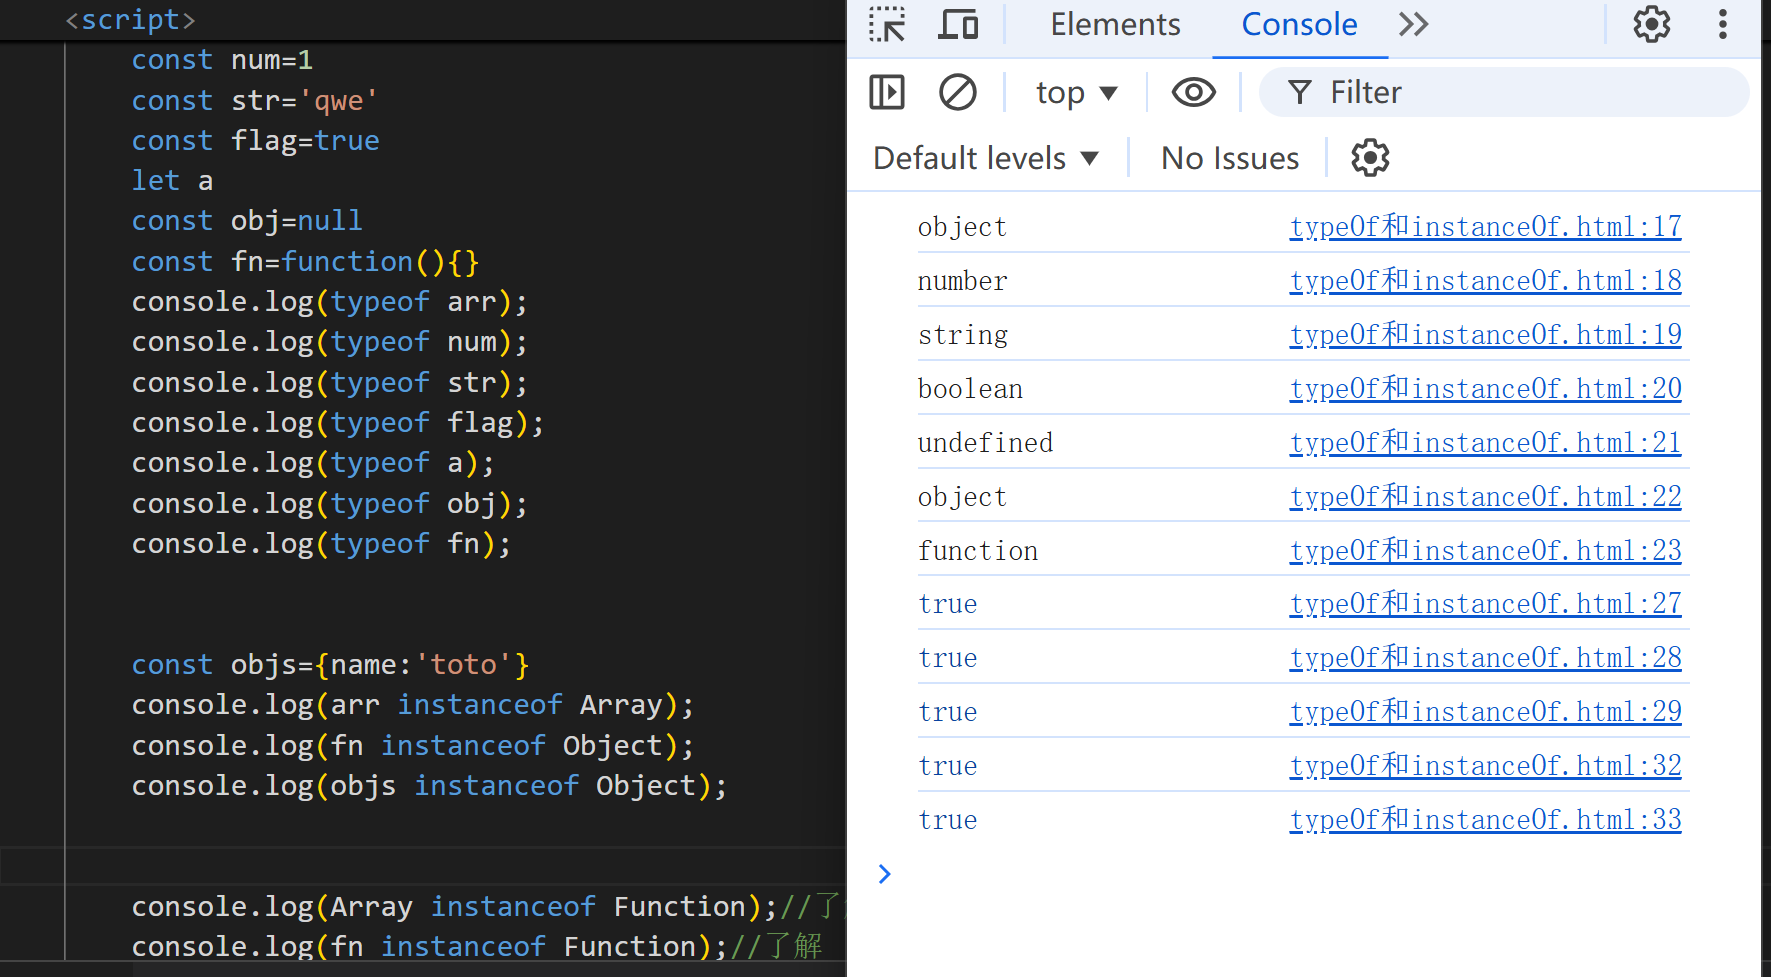 <script>
const num=1
const str='qwe'
const flag=true
let a
const obj=null
const fn=function(){}
console.log(typeof arr);
console.log(typeof num);
console.log(typeof str);
console.log(typeof flag);
console.log(typeof a);
console.log(typeof obj);
console.log(typeof fn);
const objs={name:'toto'}
console.log(arr instanceof Array);
console.log(fn instanceof Object);
console.log(objs instanceof Object);
console.log(Array instanceof Function);//了
console.log(fn instanceof Function);//了解
Elements Console
top Filter
Default levels No Issues
object typeOf和instanceOf.html:17
number typeOf和instanceOf.html:18
string typeOf和instanceOf.html:19
boolean typeOf和instanceOf.html:20
undefined typeOf和instanceOf.html:21
object typeOf和instanceOf.html:22
function typeOf和instanceOf.html:23
true typeOf和instanceOf.html:27
true typeOf和instanceOf.html:28
true typeOf和instanceOf.html:29
true typeOf和instanceOf.html:32
true typeOf和instanceOf.html:33